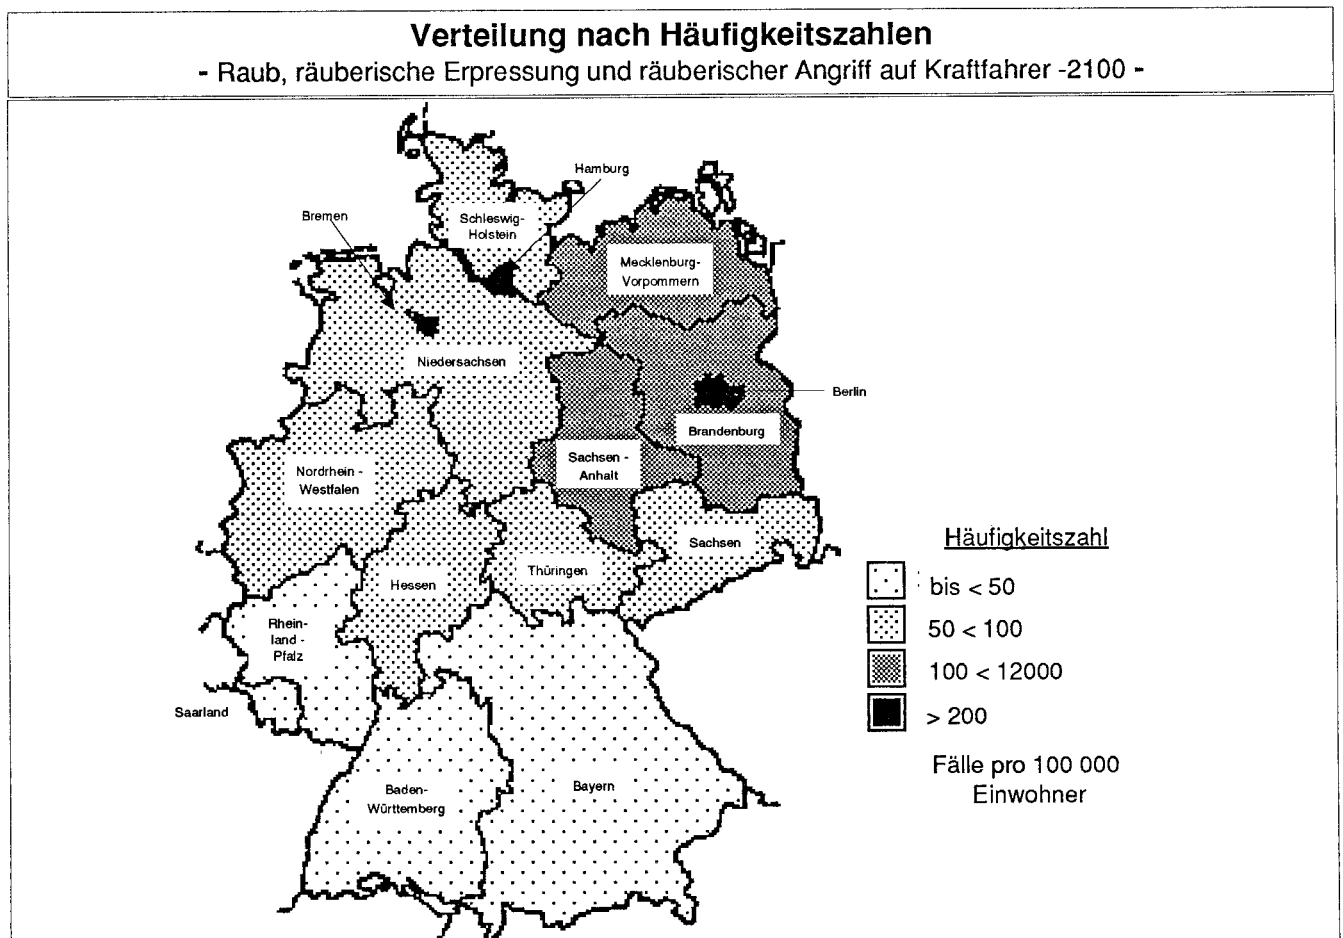 Verteilung nach Häufigkeitszahlen
- Raub, räuberische Erpressung und räuberischer Angriff auf Kraftfahrer -2100 -
Hamburg
Bremen
Schleswig-
Holstein
Mecklenburg-
Vorpommern
Niedersachsen
Berlin
Brandenburg
Sachsen -
Anhalt
Nordrhein -
Westfalen
Sachsen
Thüringen
Hessen
Rhein-
land -
Pfalz
Saarland
Baden-
Württemberg
Bayern
Häufigkeitszahl
bis < 50
50 < 100
100 < 12000
> 200
Fälle pro 100 000
Einwohner